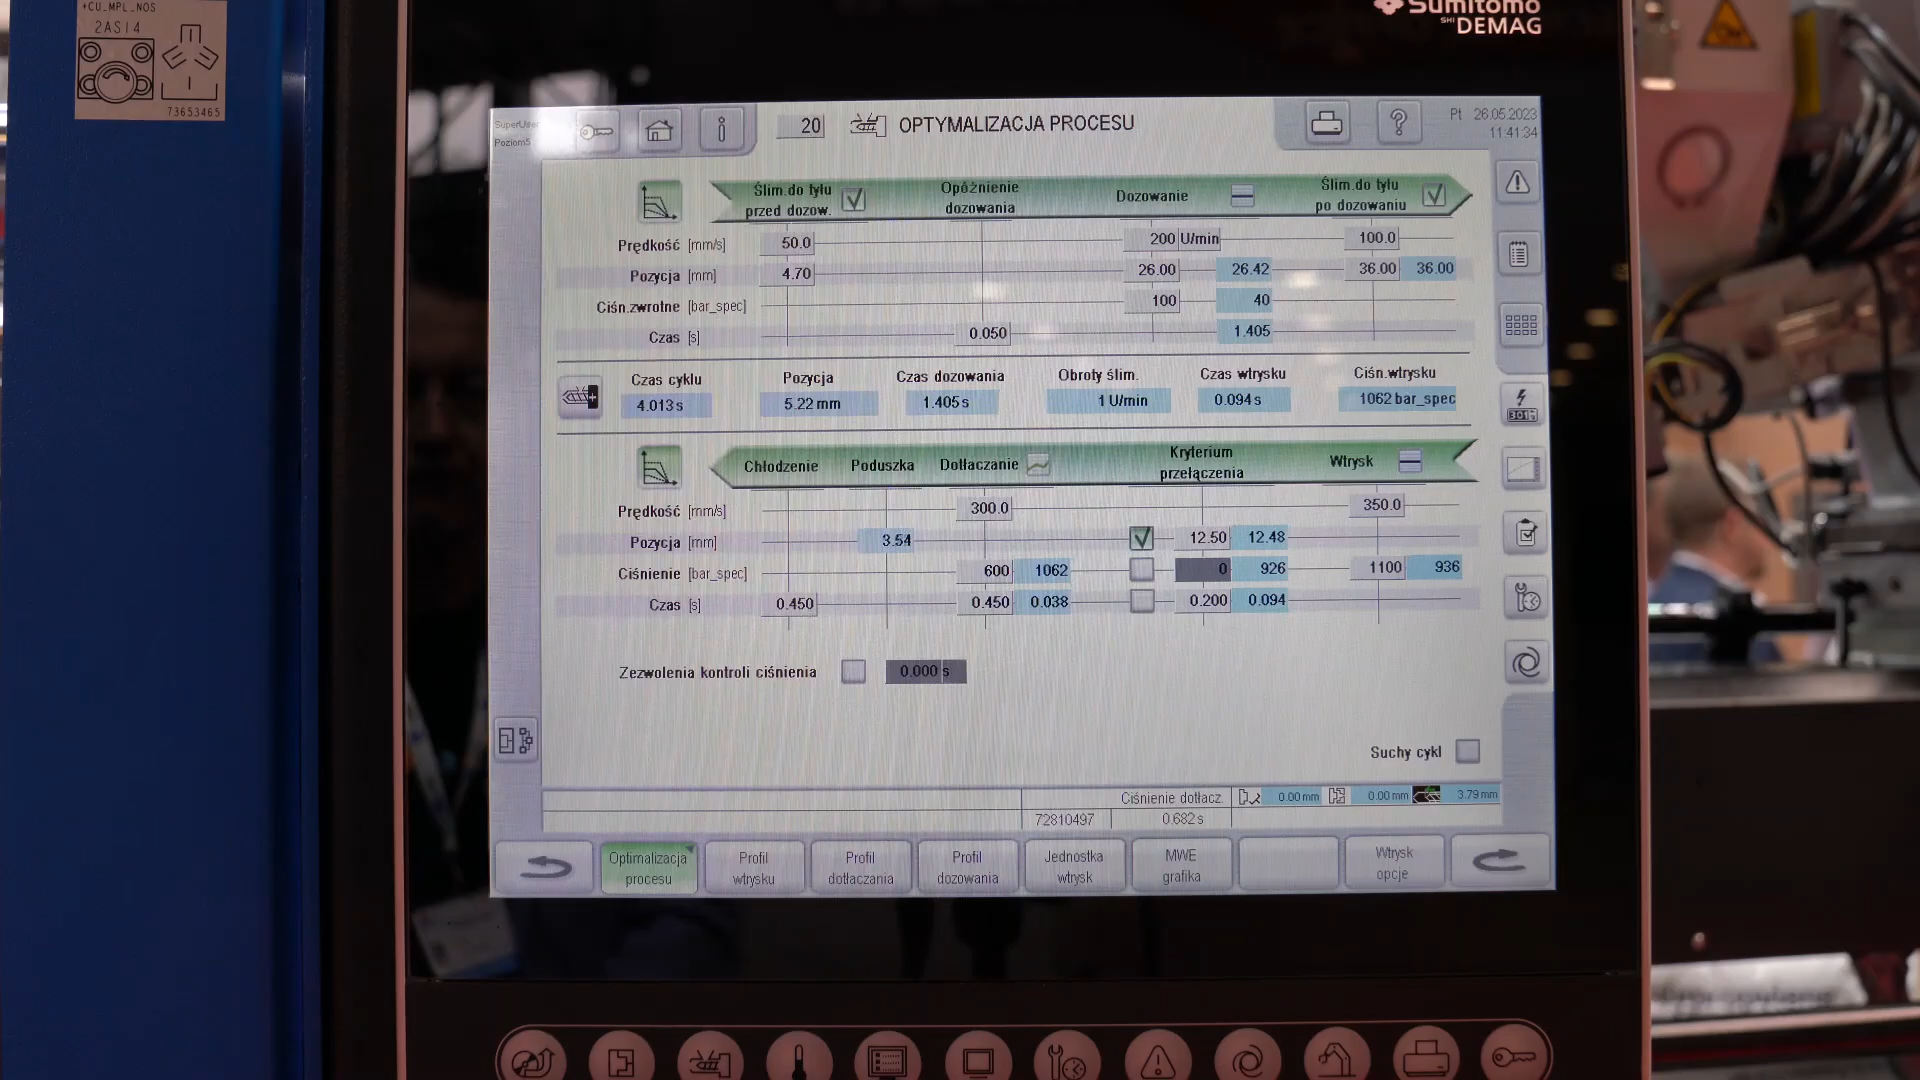 +CU_MPL_NOS
2ASI4
73653465
Sumitomo
SHI DEMAG
SuperUser
Poziom5
20 OPTYMALIZACJA PROCESU
Pt 26.05.2023
11:41:34
Ślim.do tyłu przed dozow. Opóźnienie dozowania Dozowanie Ślim.do tyłu po dozowaniu
Prędkość [mm/s] 50.0 200 U/min 100.0
Pozycja [mm] 4.70 26.00 26.42 36.00 36.00
Ciśn.zwrotne [bar_spec] 100 40
Czas [s] 0.050 1.405
Czas cyklu Pozycja Czas dozowania Obroty ślim. Czas wtrysku Ciśn.wtrysku
4.013 s 5.22 mm 1.405 s 1 U/min 0.094 s 1062 bar_spec
Chłodzenie Poduszka Dotłaczanie Kryterium przełączenia Wtrysk
Prędkość [mm/s] 300.0 350.0
Pozycja [mm] 3.54 12.50 12.48
Ciśnienie [bar_spec] 600 1062 0 926 1100 936
Czas [s] 0.450 0.450 0.038 0.200 0.094
Zezwolenia kontroli ciśnienia 0.000 s
Suchy cykl
Ciśnienie dotłacz. 0.00 mm 0.00 mm 3.79 mm
72810497 0.682 s
Optimalizacja procesu
Profil wtrysku
Profil dotłaczania
Profil dozowania
Jednostka wtrysk
MWE grafika
Wtrysk opcje